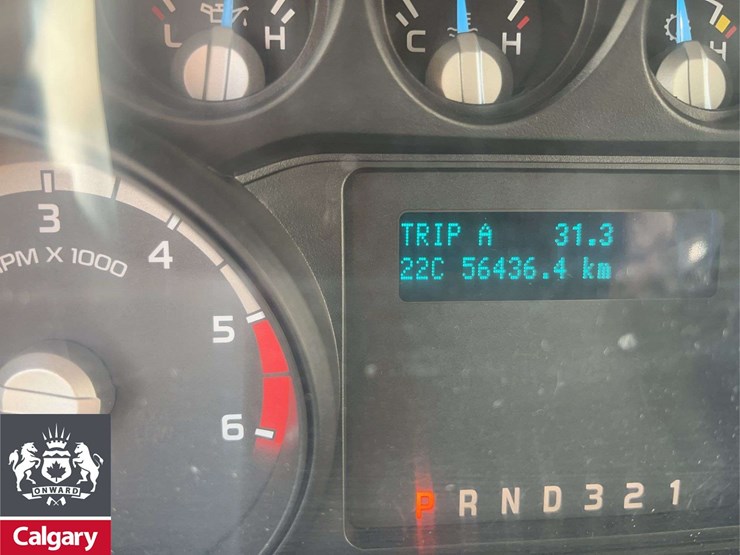 L H
C H
H
3
4
RPM X 1000
5
6
TRIP A 31.3
22C 56436.4 km
P R N D 3 2 1
ONWARD
Calgary